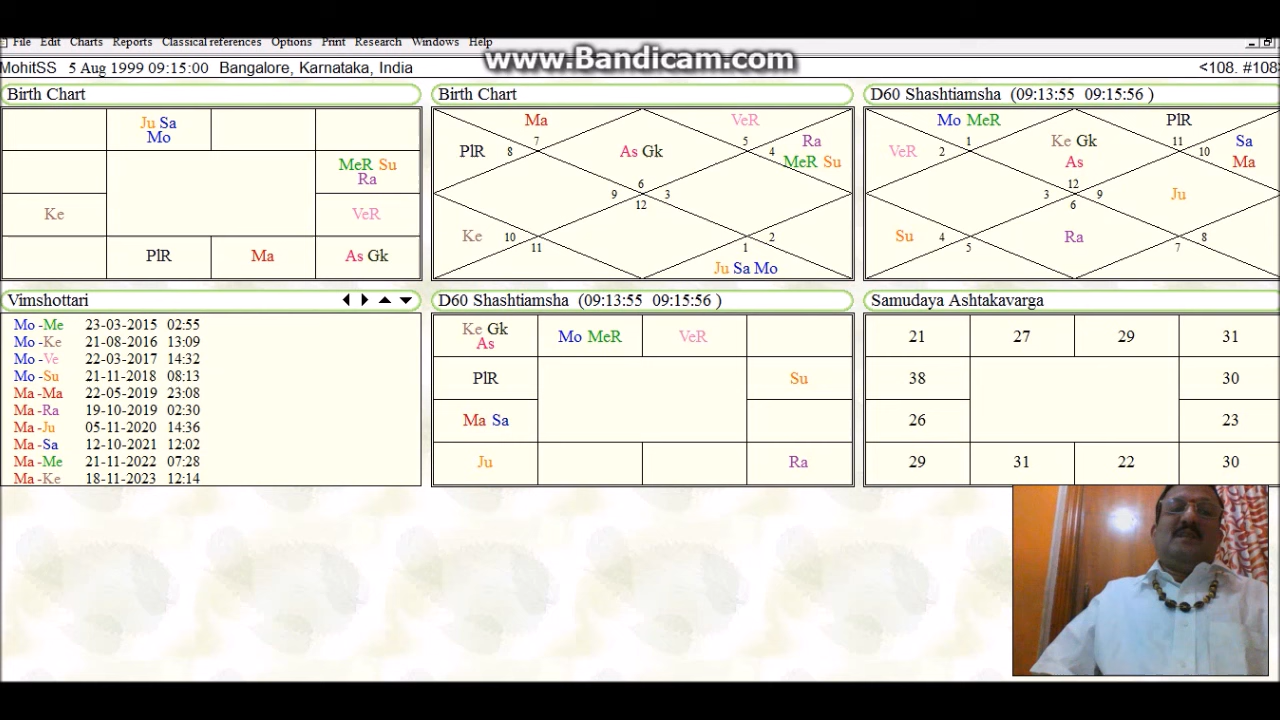 File Edit Charts Reports Classical references Options Print Research Windows Help
www.Bandicam.com
MohitSS 5 Aug 1999 09:15:00 Bangalore, Karnataka, India <108. #108
Birth Chart
Ju Sa
Mo
MeR Su
Ra
Ke
VeR
PlR
Ma
As Gk
Birth Chart
Ma
VeR
7
5
PlR
8
As Gk
4
Ra
MeR Su
6
9
3
12
Ke
10
11
2
1
Ju Sa Mo
D60 Shashtiamsha (09:13:55 09:15:56 )
Mo MeR
PlR
1
11
VeR
2
Ke Gk
As
10
Sa
Ma
12
3
9
6
Ju
Su
4
5
Ra
8
7
Vimshottari
Mo -Me 23-03-2015 02:55
Mo -Ke 21-08-2016 13:09
Mo -Ve 22-03-2017 14:32
Mo -Su 21-11-2018 08:13
Ma -Ma 22-05-2019 23:08
Ma -Ra 19-10-2019 02:30
Ma -Ju 05-11-2020 14:36
Ma -Sa 12-10-2021 12:02
Ma -Me 21-11-2022 07:28
Ma -Ke 18-11-2023 12:14
D60 Shashtiamsha (09:13:55 09:15:56 )
Ke Gk
As
Mo MeR
VeR
PlR
Su
Ma Sa
Ju
Ra
Samudaya Ashtakavarga
21 27 29 31
38 30
26 23
29 31 22 30